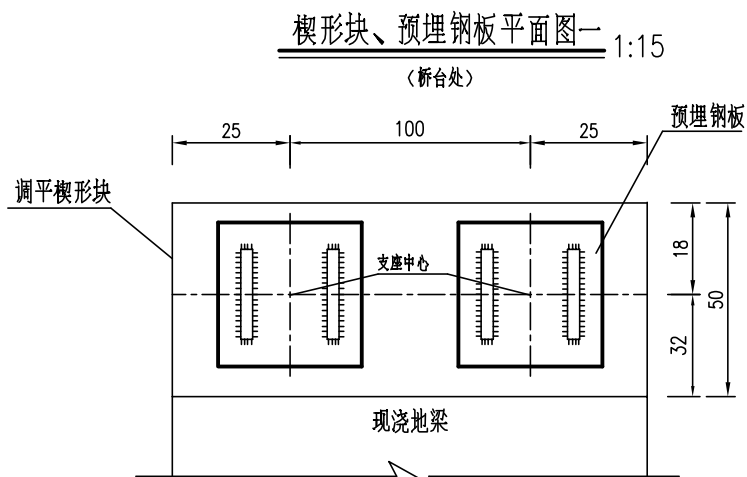 楔形块、预埋钢板平面图一 1:15
（桥台处）
25 100 25
预埋钢板
调平楔形块
支座中心
18
50
32
现浇地梁